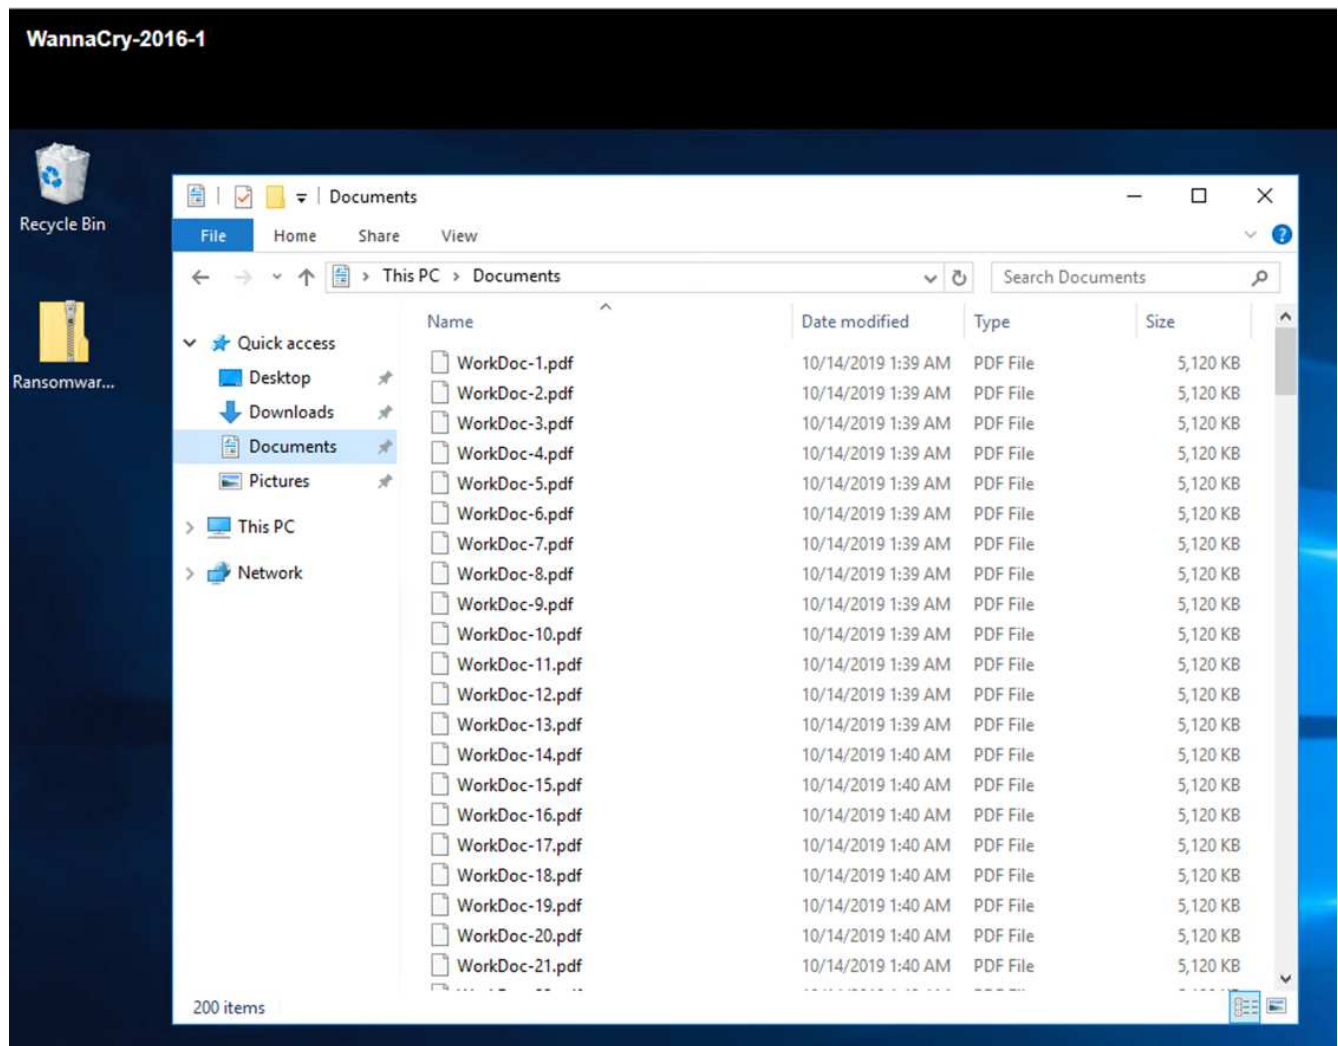 WannaCry-2016-1
Recycle Bin
Ransomwar...
Documents
File Home Share View
This PC > Documents
Search Documents
Name Date modified Type Size
Quick access
Desktop
Downloads
Documents
Pictures
This PC
Network
WorkDoc-1.pdf 10/14/2019 1:39 AM PDF File 5,120 KB
WorkDoc-2.pdf 10/14/2019 1:39 AM PDF File 5,120 KB
WorkDoc-3.pdf 10/14/2019 1:39 AM PDF File 5,120 KB
WorkDoc-4.pdf 10/14/2019 1:39 AM PDF File 5,120 KB
WorkDoc-5.pdf 10/14/2019 1:39 AM PDF File 5,120 KB
WorkDoc-6.pdf 10/14/2019 1:39 AM PDF File 5,120 KB
WorkDoc-7.pdf 10/14/2019 1:39 AM PDF File 5,120 KB
WorkDoc-8.pdf 10/14/2019 1:39 AM PDF File 5,120 KB
WorkDoc-9.pdf 10/14/2019 1:39 AM PDF File 5,120 KB
WorkDoc-10.pdf 10/14/2019 1:39 AM PDF File 5,120 KB
WorkDoc-11.pdf 10/14/2019 1:39 AM PDF File 5,120 KB
WorkDoc-12.pdf 10/14/2019 1:39 AM PDF File 5,120 KB
WorkDoc-13.pdf 10/14/2019 1:39 AM PDF File 5,120 KB
WorkDoc-14.pdf 10/14/2019 1:40 AM PDF File 5,120 KB
WorkDoc-15.pdf 10/14/2019 1:40 AM PDF File 5,120 KB
WorkDoc-16.pdf 10/14/2019 1:40 AM PDF File 5,120 KB
WorkDoc-17.pdf 10/14/2019 1:40 AM PDF File 5,120 KB
WorkDoc-18.pdf 10/14/2019 1:40 AM PDF File 5,120 KB
WorkDoc-19.pdf 10/14/2019 1:40 AM PDF File 5,120 KB
WorkDoc-20.pdf 10/14/2019 1:40 AM PDF File 5,120 KB
WorkDoc-21.pdf 10/14/2019 1:40 AM PDF File 5,120 KB
200 items